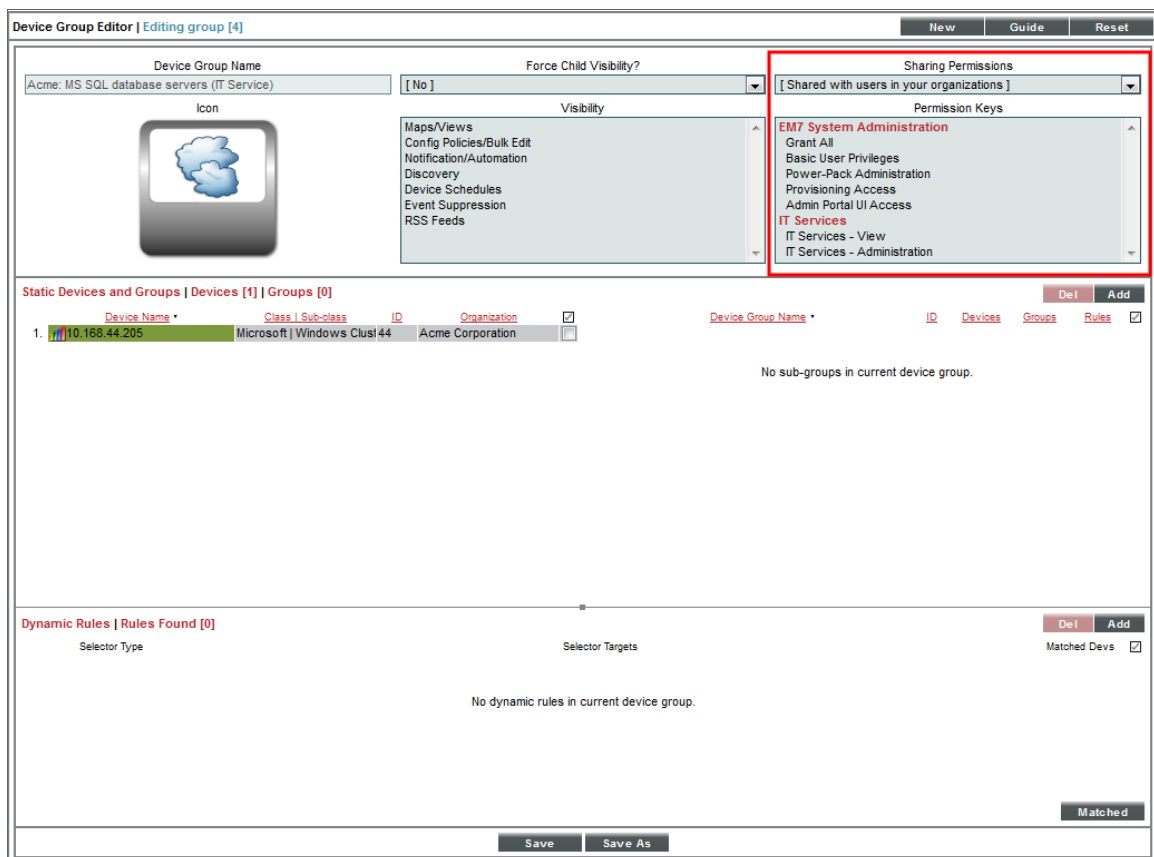 Device Group Editor | Editing group [4]
New
Guide
Reset
Device Group Name
Force Child Visibility?
Sharing Permissions
Acme: MS SQL database servers (IT Service)
[ No ]
[ Shared with users in your organizations ]
Icon
Visibility
Permission Keys
Maps/Views
Config Policies/Bulk Edit
Notification/Automation
Discovery
Device Schedules
Event Suppression
RSS Feeds
EM7 System Administration
Grant All
Basic User Privileges
Power-Pack Administration
Provisioning Access
Admin Portal UI Access
IT Services
IT Services - View
IT Services - Administration
Static Devices and Groups | Devices [1] | Groups [0]
Del
Add
Device Name Class | Sub-class ID Organization
1. 10.168.44.205 Microsoft | Windows Clust 44 Acme Corporation
Device Group Name ID Devices Groups Rules
No sub-groups in current device group.
Dynamic Rules | Rules Found [0]
Del
Add
Selector Type Selector Targets Matched Devs
No dynamic rules in current device group.
Matched
Save
Save As